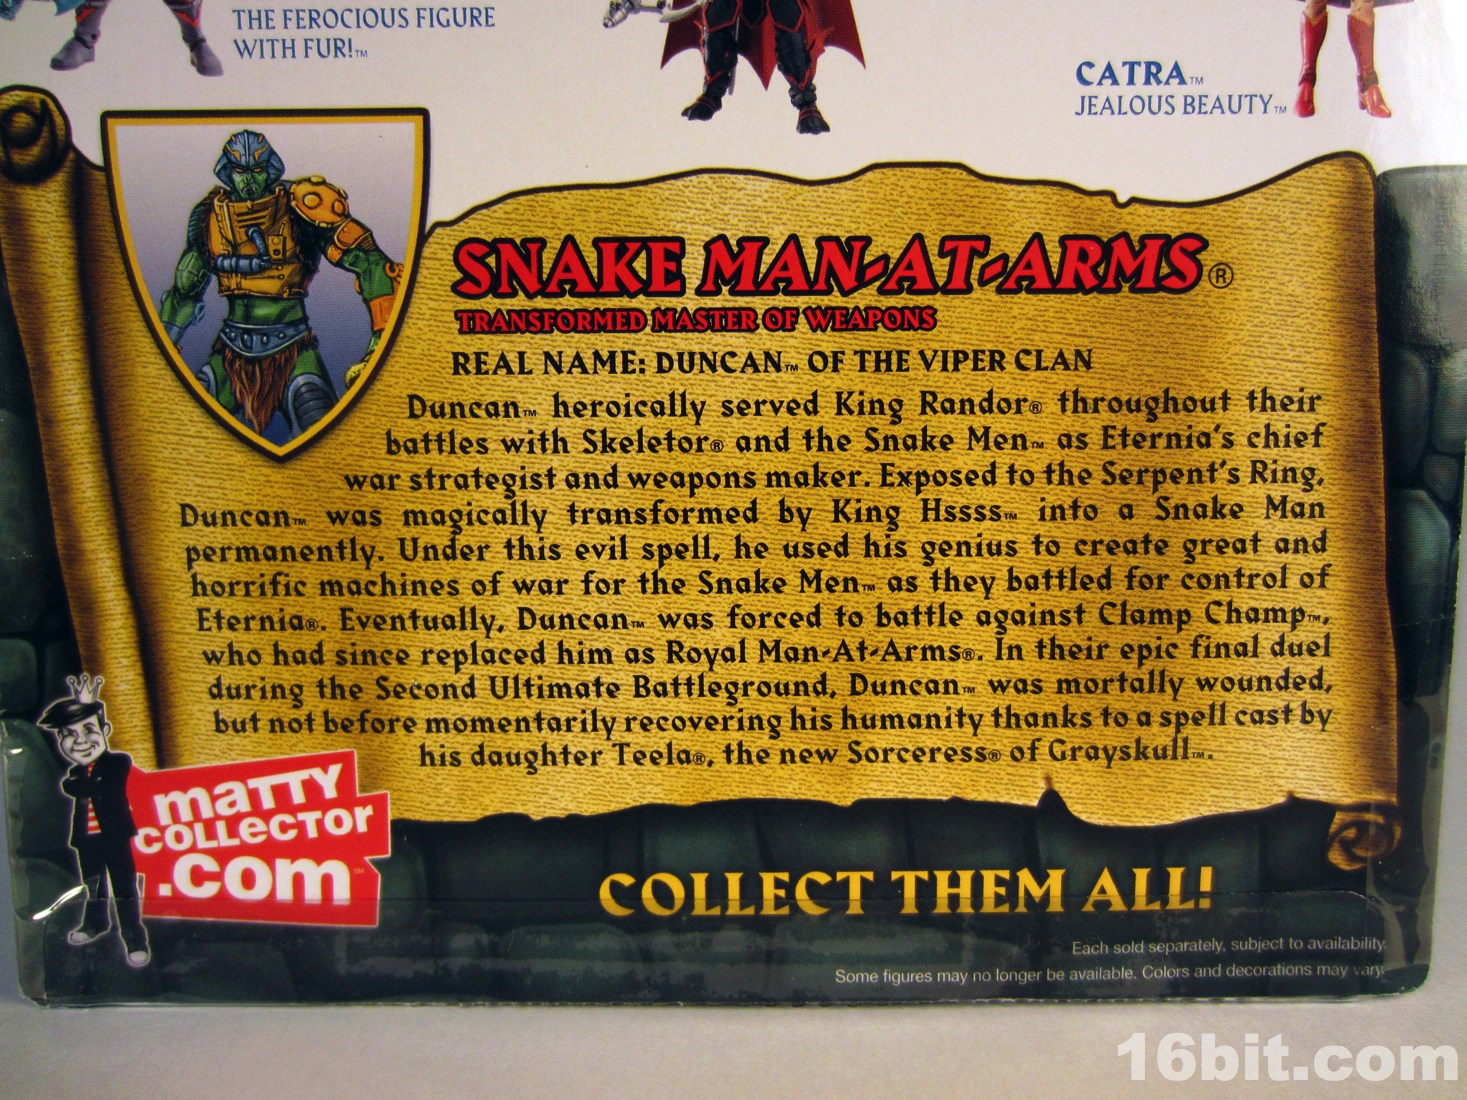 THE FEROCIOUS FIGURE
WITH FUR!™
CATRA™
JEALOUS BEAUTY™
SNAKE MAN-AT-ARMS®
TRANSFORMED MASTER OF WEAPONS
REAL NAME: DUNCAN™ OF THE VIPER CLAN
Duncan™ heroically served King Randor® throughout their
battles with Skeletor® and the Snake Men™ as Eternia's chief
war strategist and weapons maker. Exposed to the Serpent's Ring,
Duncan™ was magically transformed by King Hssss™ into a Snake Man
permanently. Under this evil spell, he used his genius to create great and
horrific machines of war for the Snake Men™ as they battled for control of
Eternia®. Eventually, Duncan™ was forced to battle against Clamp Champ™,
who had since replaced him as Royal Man-At-Arms®. In their epic final duel
during the Second Ultimate Battleground, Duncan™ was mortally wounded,
but not before momentarily recovering his humanity thanks to a spell cast by
his daughter Teela®, the new Sorceress® of Grayskull™.
maTTY
COLLECTOr
.com℠
COLLECT THEM ALL!
Each sold separately, subject to availability.
Some figures may no longer be available. Colors and decorations may vary.
16bit.com